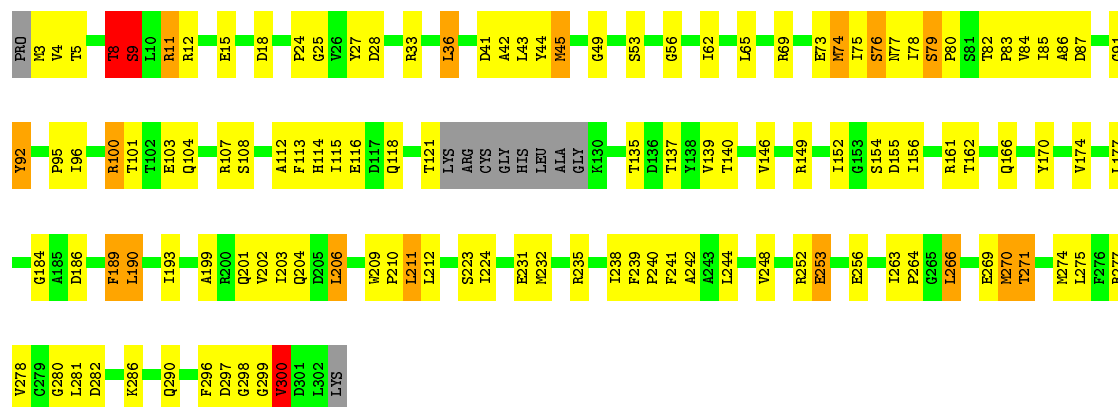 PRO M3 V4 T5 T8 S9 L10 R11 R12 E15 D18 P24 G25 V26 Y27 D28 R33 L36 D41 A42 L43 Y44 M45 G49 S53 G56 I62 L65 R69 E73 M74 I75 S76 N77 I78 S79 P80 S81 T82 P83 V84 I85 A86 D87
Y92 P95 I96 R100 T101 T102 E103 Q104 R107 S108 A112 F113 H114 I115 E116 D117 Q118 T121 LYS ARG CYS GLY HIS LEU ALA GLY K130 T135 D136 T137 Y138 V139 T140 V146 R149 I152 G153 S154 D155 I156 R161 T162 Q166 Y170 V174 L177
G184 A185 D186 F189 L190 I193 A199 R200 Q201 V202 I203 Q204 D205 L206 W209 P210 L211 L212 S223 I224 E231 M232 R235 I238 F239 P240 F241 A242 A243 L244 V248 R252 E253 E256 I263 P264 G265 L266 E269 M270 T271 M274 L275 F276
V278 C279 G280 L281 D282 K286 Q290 F296 D297 G298 G299 V300 D301 L302 LYS